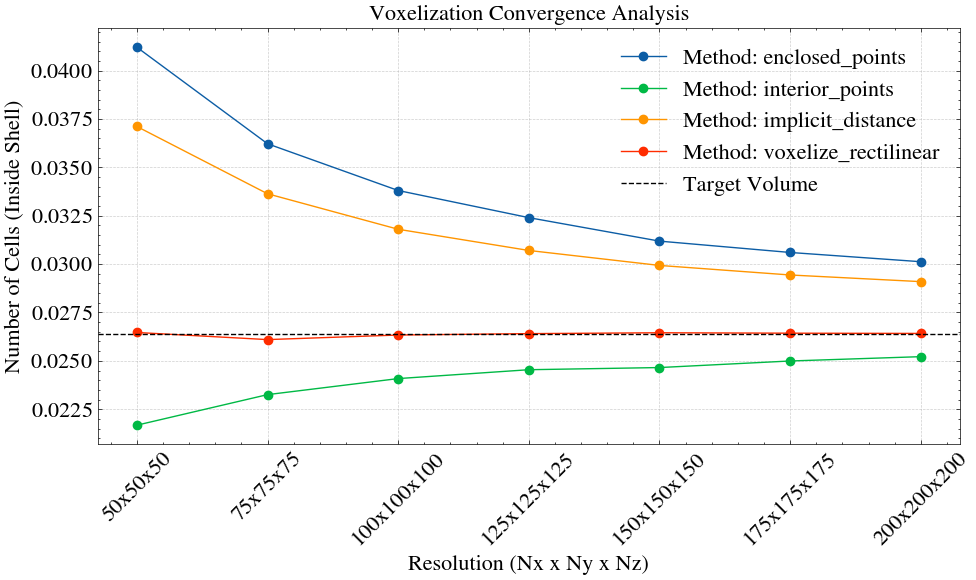 Voxelization Convergence Analysis
Number of Cells (Inside Shell)
0.0400
0.0375
0.0350
0.0325
0.0300
0.0275
0.0250
0.0225
Method: enclosed_points
Method: interior_points
Method: implicit_distance
Method: voxelize_rectilinear
Target Volume
50x50x50
75x75x75
100x100x100
125x125x125
150x150x150
175x175x175
200x200x200
Resolution (Nx x Ny x Nz)